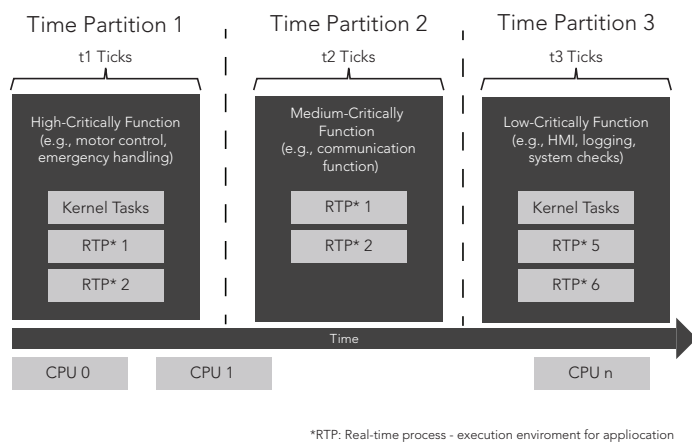 Time Partition 1
Time Partition 2
Time Partition 3
t1 Ticks
t2 Ticks
t3 Ticks
High-Critically Function
(e.g., motor control,
emergency handling)
Kernel Tasks
RTP* 1
RTP* 2
Medium-Critically
Function
(e.g., communication
function)
RTP* 1
RTP* 2
Low-Critically Function
(e.g., HMI, logging,
system checks)
Kernel Tasks
RTP* 5
RTP* 6
Time
CPU 0
CPU 1
CPU n
*RTP: Real-time process - execution enviroment for appliocation